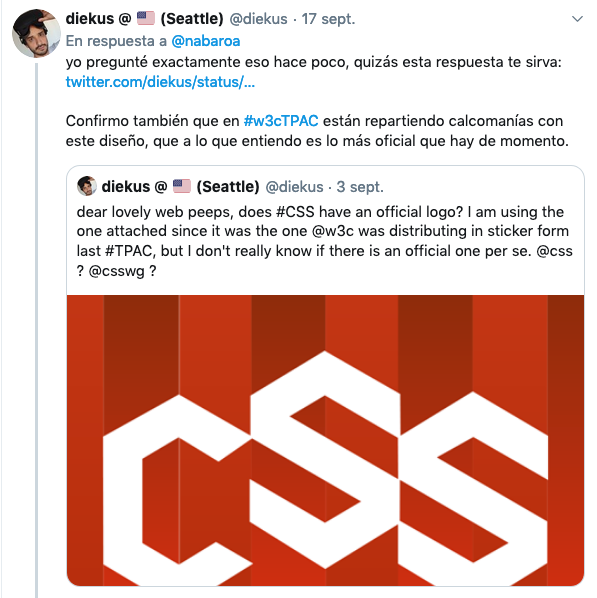 diekus @ 🇺🇸 (Seattle) @diekus · 17 sept.
En respuesta a @nabaroa
yo pregunté exactamente eso hace poco, quizás esta respuesta te sirva:
twitter.com/diekus/status/...
Confirmo también que en #w3cTPAC están repartiendo calcomanías con
este diseño, que a lo que entiendo es lo más oficial que hay de momento.
diekus @ 🇺🇸 (Seattle) @diekus · 3 sept.
dear lovely web peeps, does #CSS have an official logo? I am using the
one attached since it was the one @w3c was distributing in sticker form
last #TPAC, but I don't really know if there is an official one per se. @css
? @csswg ?
CSS